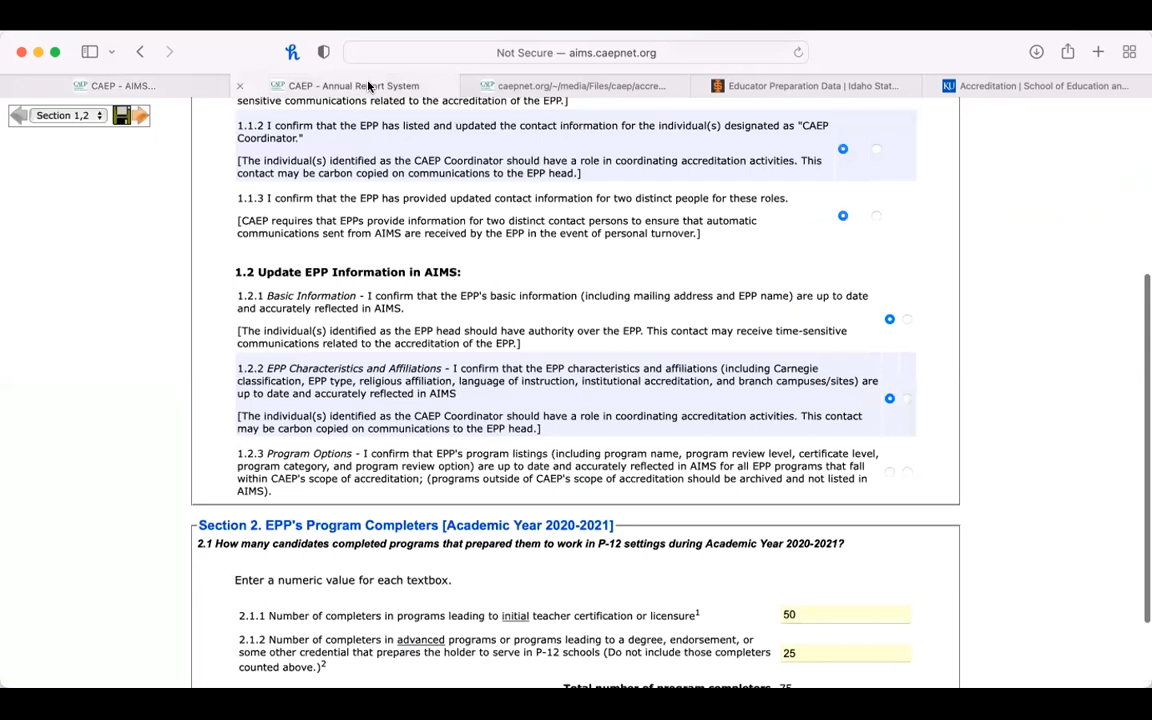 Not Secure — aims.caepnet.org
CAEP - AIMS...
CAEP - Annual Report System
caepnet.org/~/media/Files/caep/accre...
Educator Preparation Data | Idaho Stat...
KU Accreditation | School of Education an...
Section 1,2
sensitive communications related to the accreditation of the EPP.]
1.1.2 I confirm that the EPP has listed and updated the contact information for the individual(s) designated as "CAEP
Coordinator."
[The individual(s) identified as the CAEP Coordinator should have a role in coordinating accreditation activities. This
contact may be carbon copied on communications to the EPP head.]
1.1.3 I confirm that the EPP has provided updated contact information for two distinct people for these roles.
[CAEP requires that EPPs provide information for two distinct contact persons to ensure that automatic
communications sent from AIMS are received by the EPP in the event of personal turnover.]
1.2 Update EPP Information in AIMS:
1.2.1 Basic Information - I confirm that the EPP's basic information (including mailing address and EPP name) are up to date
and accurately reflected in AIMS.
[The individual(s) identified as the EPP head should have authority over the EPP. This contact may receive time-sensitive
communications related to the accreditation of the EPP.]
1.2.2 EPP Characteristics and Affiliations - I confirm that the EPP characteristics and affiliations (including Carnegie
classification, EPP type, religious affiliation, language of instruction, institutional accreditation, and branch campuses/sites) are
up to date and accurately reflected in AIMS
[The individual(s) identified as the CAEP Coordinator should have a role in coordinating accreditation activities. This contact
may be carbon copied on communications to the EPP head.]
1.2.3 Program Options - I confirm that EPP's program listings (including program name, program review level, certificate level,
program category, and program review option) are up to date and accurately reflected in AIMS for all EPP programs that fall
within CAEP's scope of accreditation; (programs outside of CAEP's scope of accreditation should be archived and not listed in
AIMS).
Section 2. EPP's Program Completers [Academic Year 2020-2021]
2.1 How many candidates completed programs that prepared them to work in P-12 settings during Academic Year 2020-2021?
Enter a numeric value for each textbox.
2.1.1 Number of completers in programs leading to initial teacher certification or licensure1 50
2.1.2 Number of completers in advanced programs or programs leading to a degree, endorsement, or
some other credential that prepares the holder to serve in P-12 schools (Do not include those completers 25
counted above.)2
Total number of program completers 75